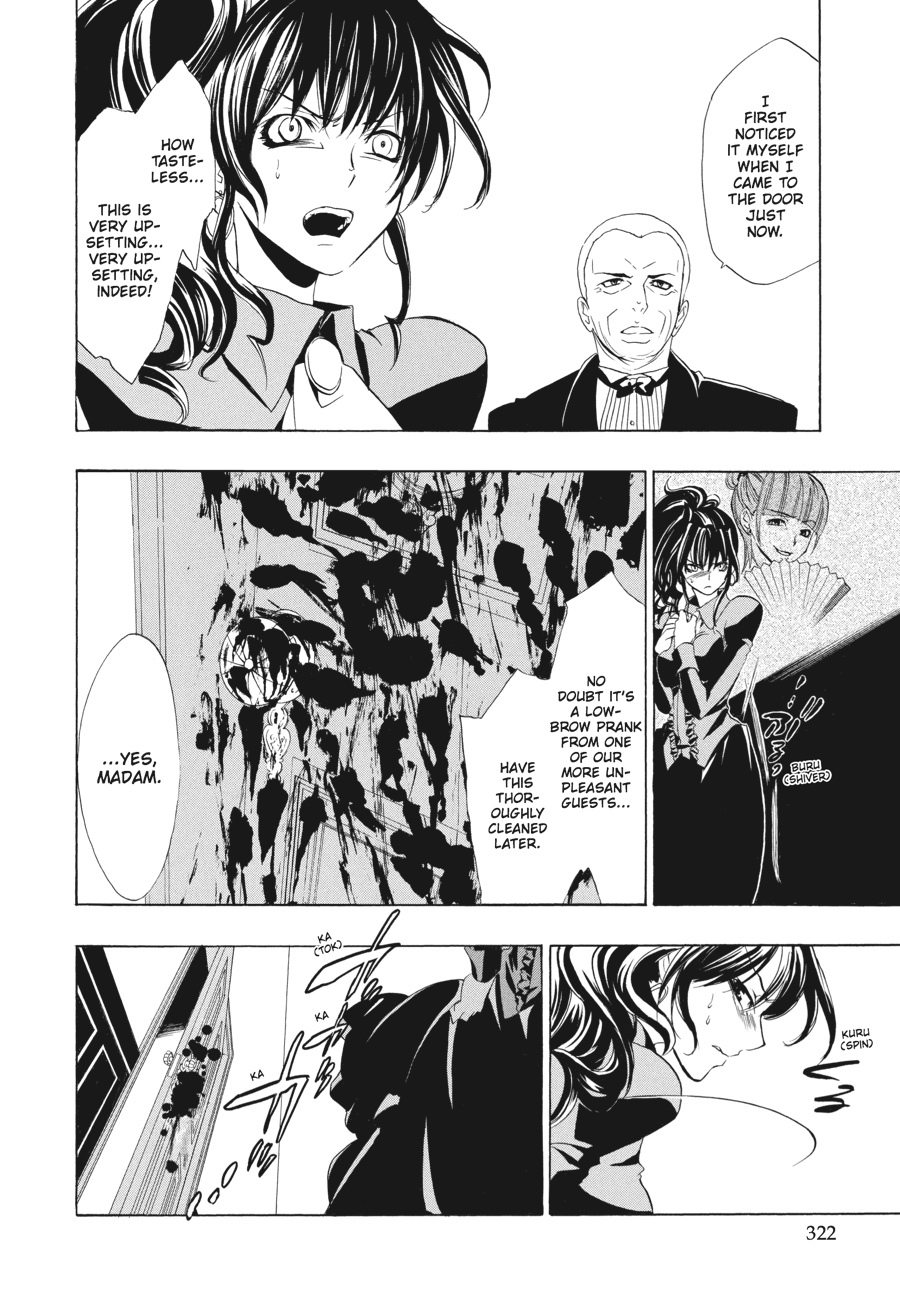 I
FIRST
NOTICED
IT MYSELF
WHEN I
CAME TO
THE DOOR
JUST
NOW.
HOW
TASTE-
LESS...
THIS IS
VERY UP-
SETTING...
VERY UP-
SETTING,
INDEED!
BURU
(SHIVER)
NO
DOUBT IT'S
A LOW-
BROW PRANK
FROM ONE
OF OUR
MORE UN-
PLEASANT
GUESTS...
HAVE
THIS
THOR-
OUGHLY
CLEANED
LATER.
...YES,
MADAM.
KURU
(SPIN)
KA
(TOK)
KA
KA
322